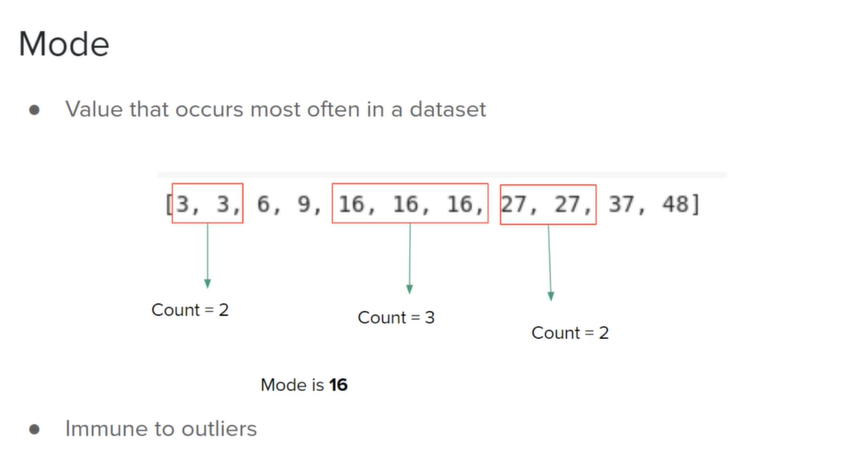 Mode
● Value that occurs most often in a dataset
[3, 3, 6, 9, 16, 16, 16, 27, 27, 37, 48]
Count = 2
Count = 3
Count = 2
Mode is 16
● Immune to outliers